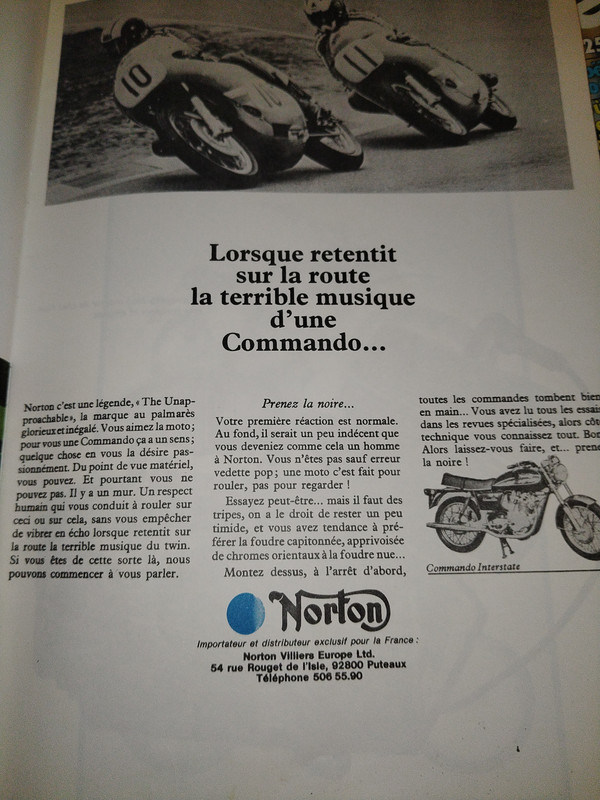 10
11
Lorsque retentit
sur la route
la terrible musique
d'une
Commando...
Norton c'est une légende, « The Unap-
proachable», la marque au palmarès
glorieux et inégalé. Vous aimez la moto;
pour vous une Commando ça a un sens;
quelque chose en vous la désire pas-
sionnément. Du point de vue matériel,
vous pouvez. Et pourtant vous ne
pouvez pas. Il y a un mur. Un respect
humain qui vous conduit à rouler sur
ceci ou sur cela, sans vous empêcher
de vibrer en écho lorsque retentit sur
la route la terrible musique du twin.
Si vous êtes de cette sorte là, nous
pouvons commencer à vous parler.
Prenez la noire...
Votre première réaction est normale.
Au fond, il serait un peu indécent que
vous deveniez comme cela un homme
à Norton. Vous n'êtes pas sauf erreur
vedette pop; une moto c'est fait pour
rouler, pas pour regarder !
Essayez peut-être... mais il faut des
tripes, on a le droit de rester un peu
timide, et vous avez tendance à pré-
férer la foudre capitonnée, apprivoisée
de chromes orientaux à la foudre nue...
Montez dessus, à l'arrêt d'abord,
toutes les commandes tombent bien
en main... Vous avez lu tous les essais
dans les revues spécialisées, alors côté
technique vous connaissez tout. Bon
Alors laissez-vous faire, et... prene
la noire !
Commando Interstate
Norton
Importateur et distributeur exclusif pour la France :
Norton Villiers Europe Ltd.
54 rue Rouget de l'Isle, 92800 Puteaux
Téléphone 506 55.90